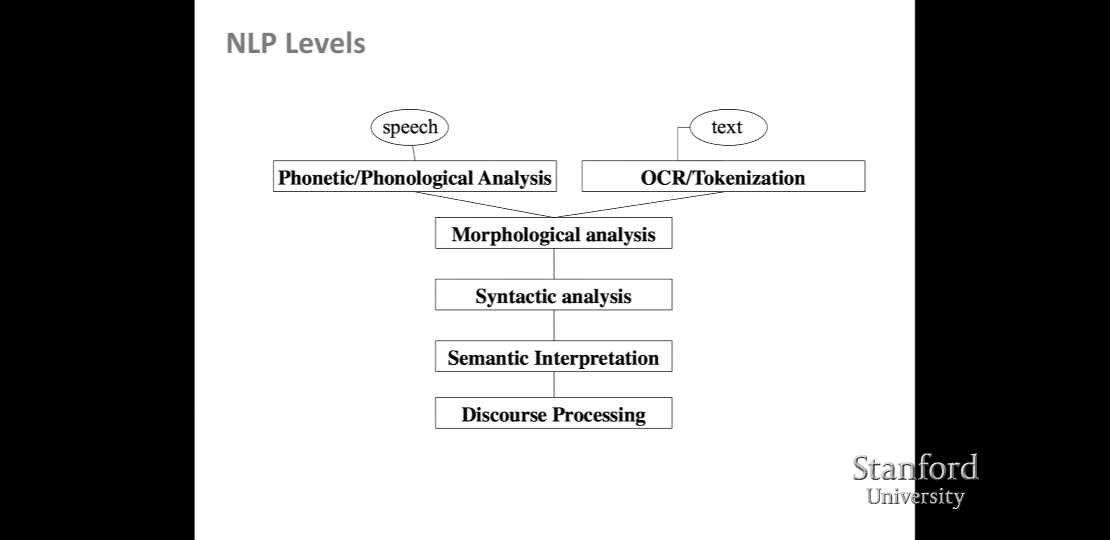 NLP Levels
speech
text
Phonetic/Phonological Analysis
OCR/Tokenization
Morphological analysis
Syntactic analysis
Semantic Interpretation
Discourse Processing
Stanford
University